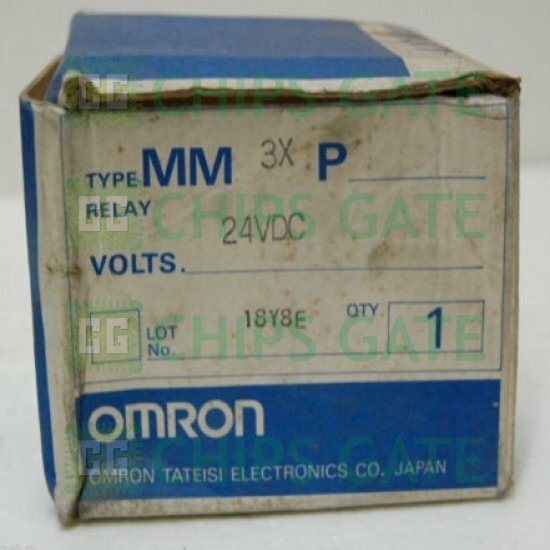 CHIPS GATE
TYPE MM 3X P
RELAY
CHIPS GATE
24VDC
VOLTS.
LOT No. 18Y8E QTY. 1
CHIPS GATE
OMRON
CHIPS GATE
OMRON TATEISI ELECTRONICS CO. JAPAN